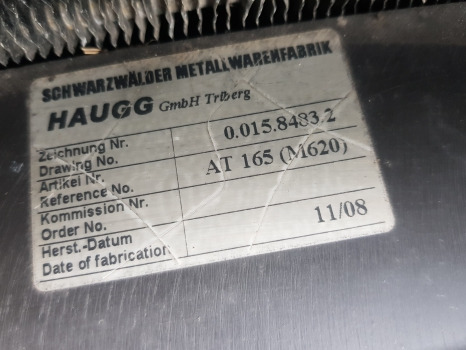 SCHWARZWÄLDER METALLWARENFABRIK
HAUGG GmbH Triberg
Zeichnung Nr.
Drawing No. 0.015.8483.2
Artikel Nr.
Reference No. AT 165 (M620)
Kommission Nr.
Order No.
Herst.-Datum
Date of fabrication 11/08